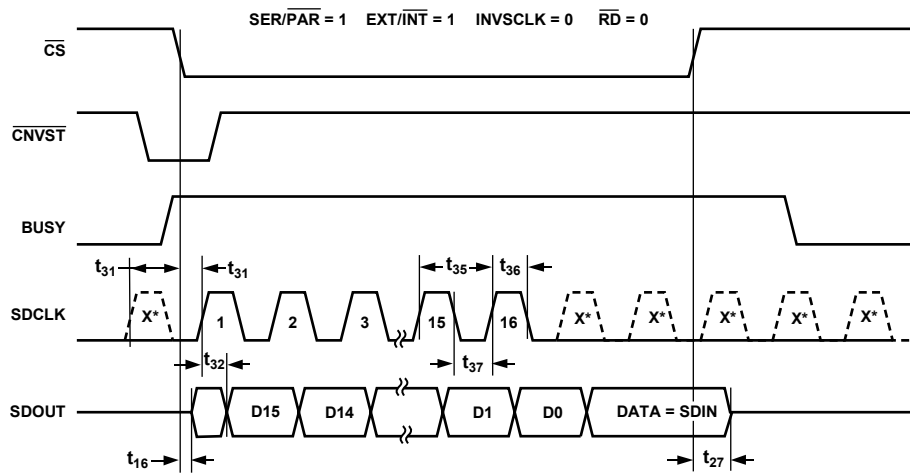 SER/PAR = 1 EXT/INT = 1 INVSCLK = 0 RD = 0
CS
CNVST
BUSY
t31 t31 t35 t36
SDCLK X* 1 2 3 15 16 X* X* X* X* X*
t32 t37
SDOUT D15 D14 D1 D0 DATA = SDIN
t16 t27